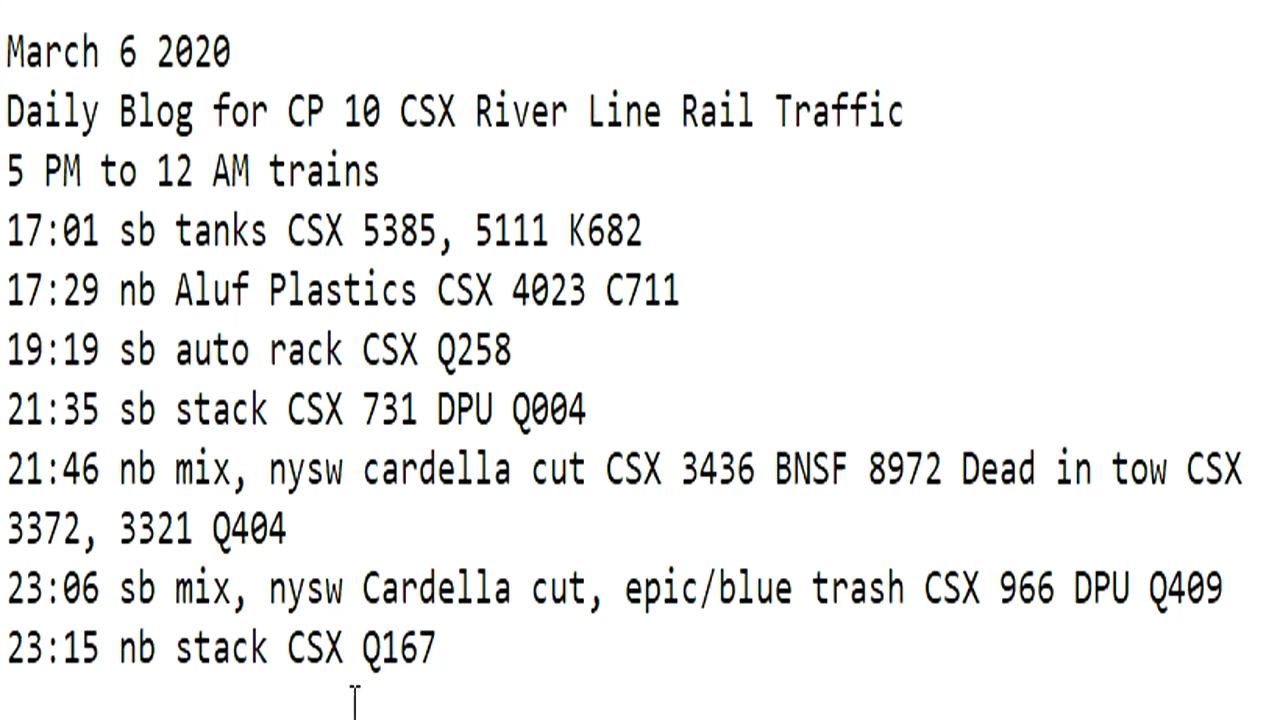 March 6 2020
Daily Blog for CP 10 CSX River Line Rail Traffic
5 PM to 12 AM trains
17:01 sb tanks CSX 5385, 5111 K682
17:29 nb Aluf Plastics CSX 4023 C711
19:19 sb auto rack CSX Q258
21:35 sb stack CSX 731 DPU Q004
21:46 nb mix, nysw cardella cut CSX 3436 BNSF 8972 Dead in tow CSX
3372, 3321 Q404
23:06 sb mix, nysw Cardella cut, epic/blue trash CSX 966 DPU Q409
23:15 nb stack CSX Q167